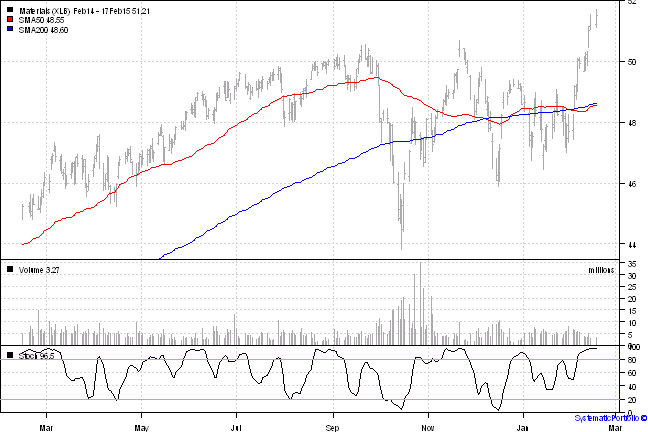 Materials (XLB) Feb14 - 17Feb15 51.21
SMA50 48.55
SMA200 48.60
52
50
48
46
44
Volume 3.27
millions
35
30
25
20
15
10
5
Stoch 96.5
80
60
40
20
0
Mar May Jul Sep Nov Jan Mar
SystematicPortfolio ©